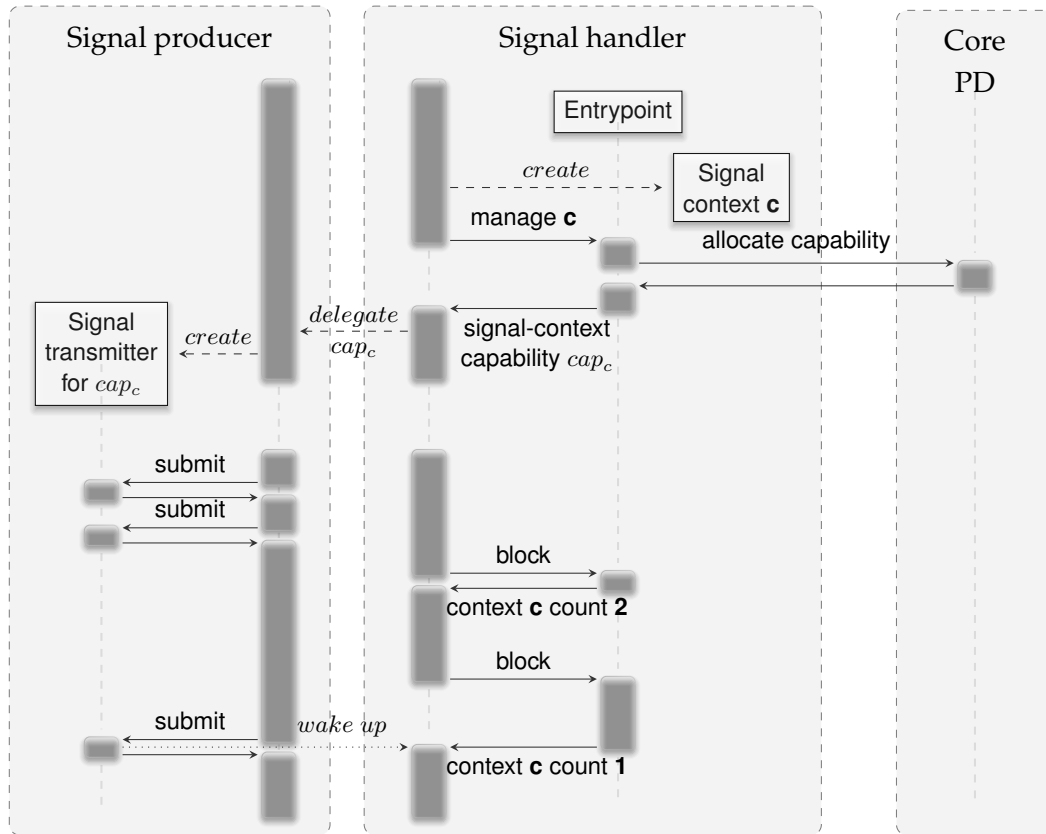 Signal producer
Signal handler
Core
PD
Entrypoint
create
Signal
context c
manage c
allocate capability
Signal
transmitter
for cap_c
create
delegate
cap_c
signal-context
capability cap_c
submit
submit
block
context c count 2
block
submit
wake up
context c count 1